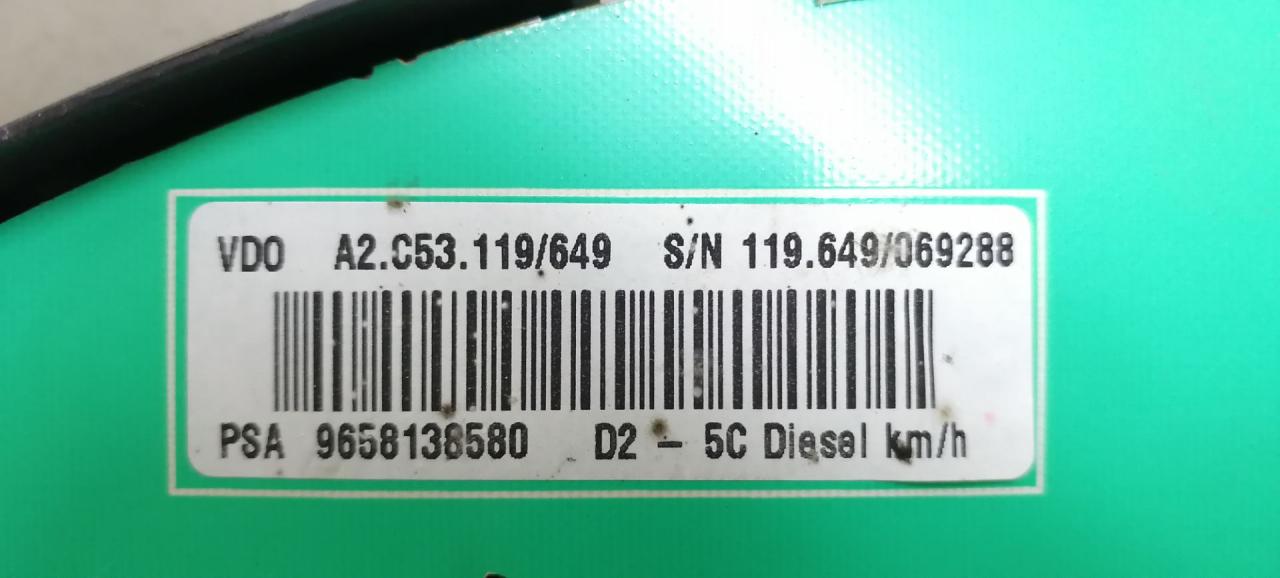 VDO A2.C53.119/649 S/N 119.649/069288
PSA 9658138580 D2 - 5C Diesel km/h